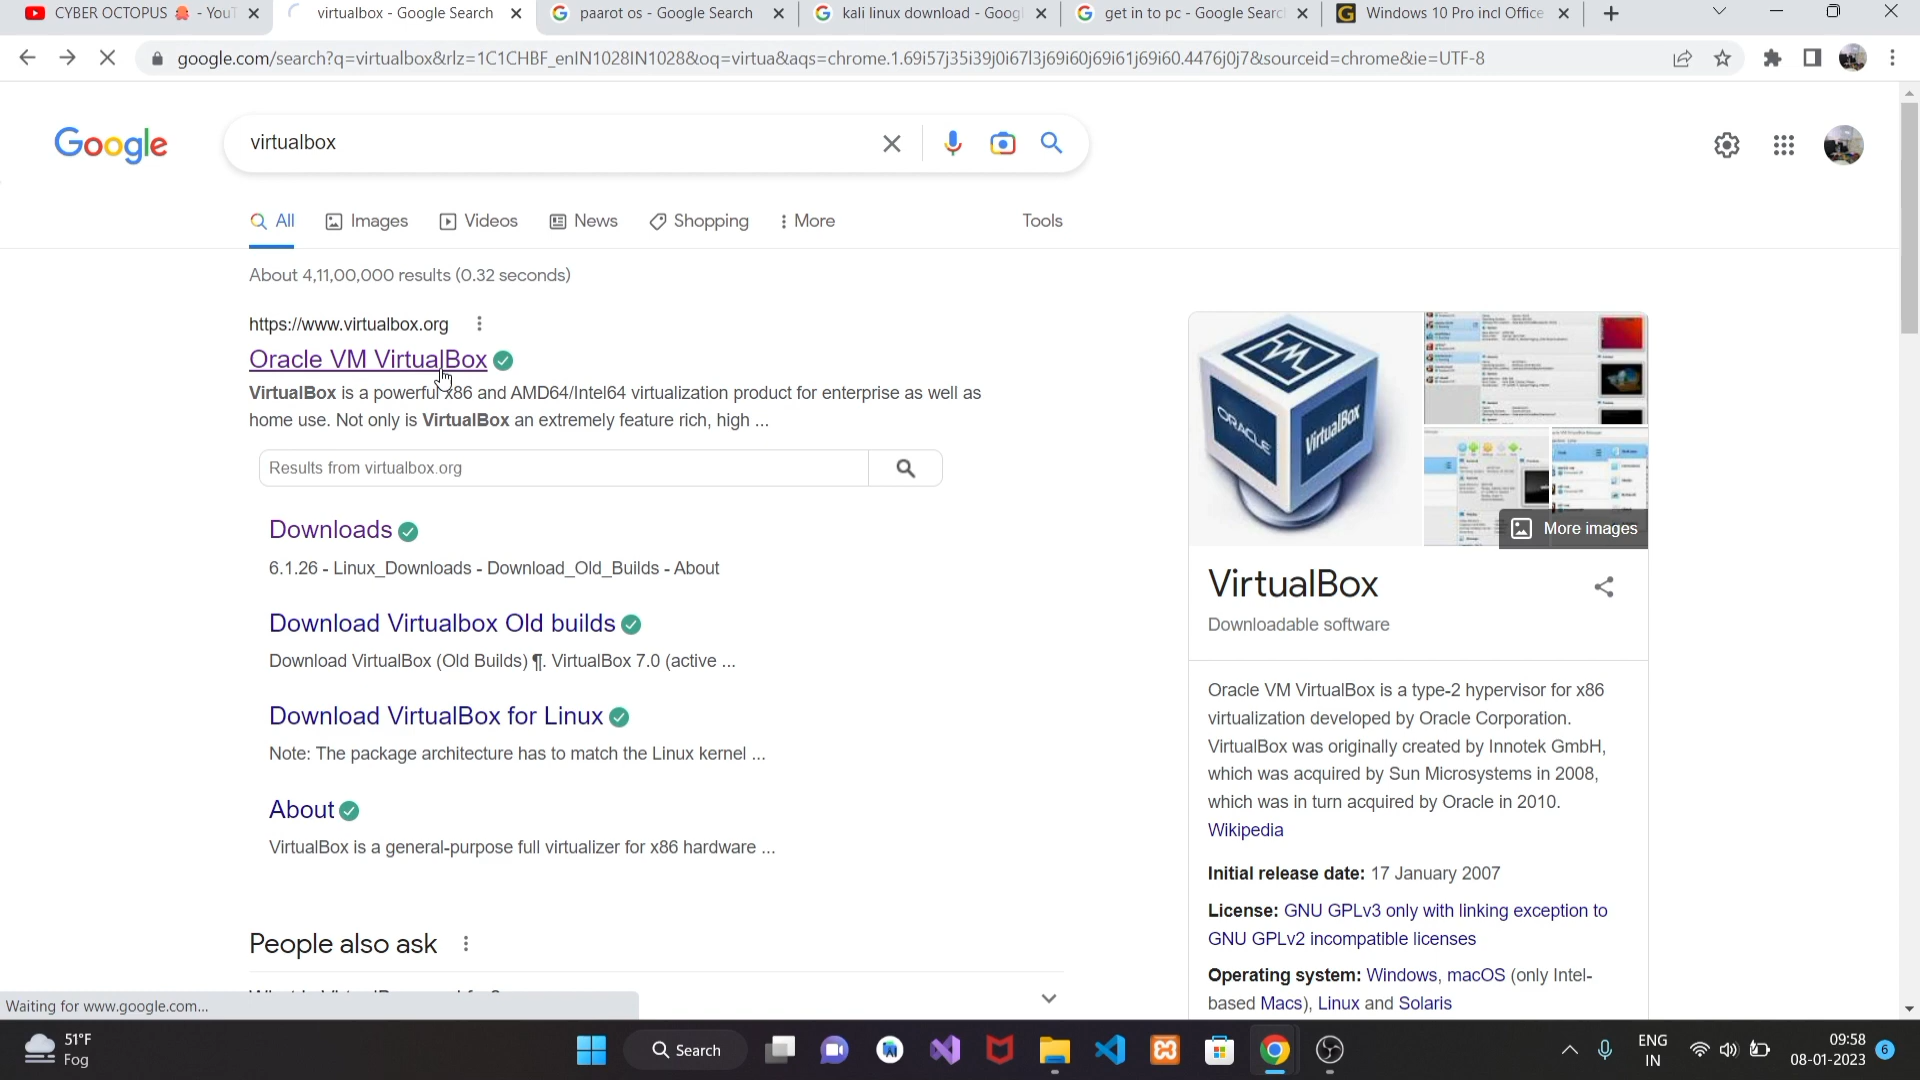 CYBER OCTOPUS 🐙 - YouT
virtualbox - Google Search
paarot os - Google Search
kali linux download - Googl
get in to pc - Google Searc
Windows 10 Pro incl Office
google.com/search?q=virtualbox&rlz=1C1CHBF_enIN1028IN1028&oq=virtua&aqs=chrome.1.69i57j35i39j0i67l3j69i60j69i61j69i60.4476j0j7&sourceid=chrome&ie=UTF-8
Google
virtualbox
All
Images
Videos
News
Shopping
More
Tools
About 4,11,00,000 results (0.32 seconds)
https://www.virtualbox.org
Oracle VM VirtualBox
VirtualBox is a powerful x86 and AMD64/Intel64 virtualization product for enterprise as well as
home use. Not only is VirtualBox an extremely feature rich, high ...
Results from virtualbox.org
Downloads
6.1.26 - Linux_Downloads - Download_Old_Builds - About
Download Virtualbox Old builds
Download VirtualBox (Old Builds) ¶. VirtualBox 7.0 (active ...
Download VirtualBox for Linux
Note: The package architecture has to match the Linux kernel ...
About
VirtualBox is a general-purpose full virtualizer for x86 hardware ...
People also ask
ORACLE
VirtualBox
More images
VirtualBox
Downloadable software
Oracle VM VirtualBox is a type-2 hypervisor for x86
virtualization developed by Oracle Corporation.
VirtualBox was originally created by Innotek GmbH,
which was acquired by Sun Microsystems in 2008,
which was in turn acquired by Oracle in 2010.
Wikipedia
Initial release date: 17 January 2007
License: GNU GPLv3 only with linking exception to
GNU GPLv2 incompatible licenses
Operating system: Windows, macOS (only Intel-
based Macs), Linux and Solaris
Waiting for www.google.com...
51°F
Fog
Search
ENG
IN
09:58
08-01-2023
6